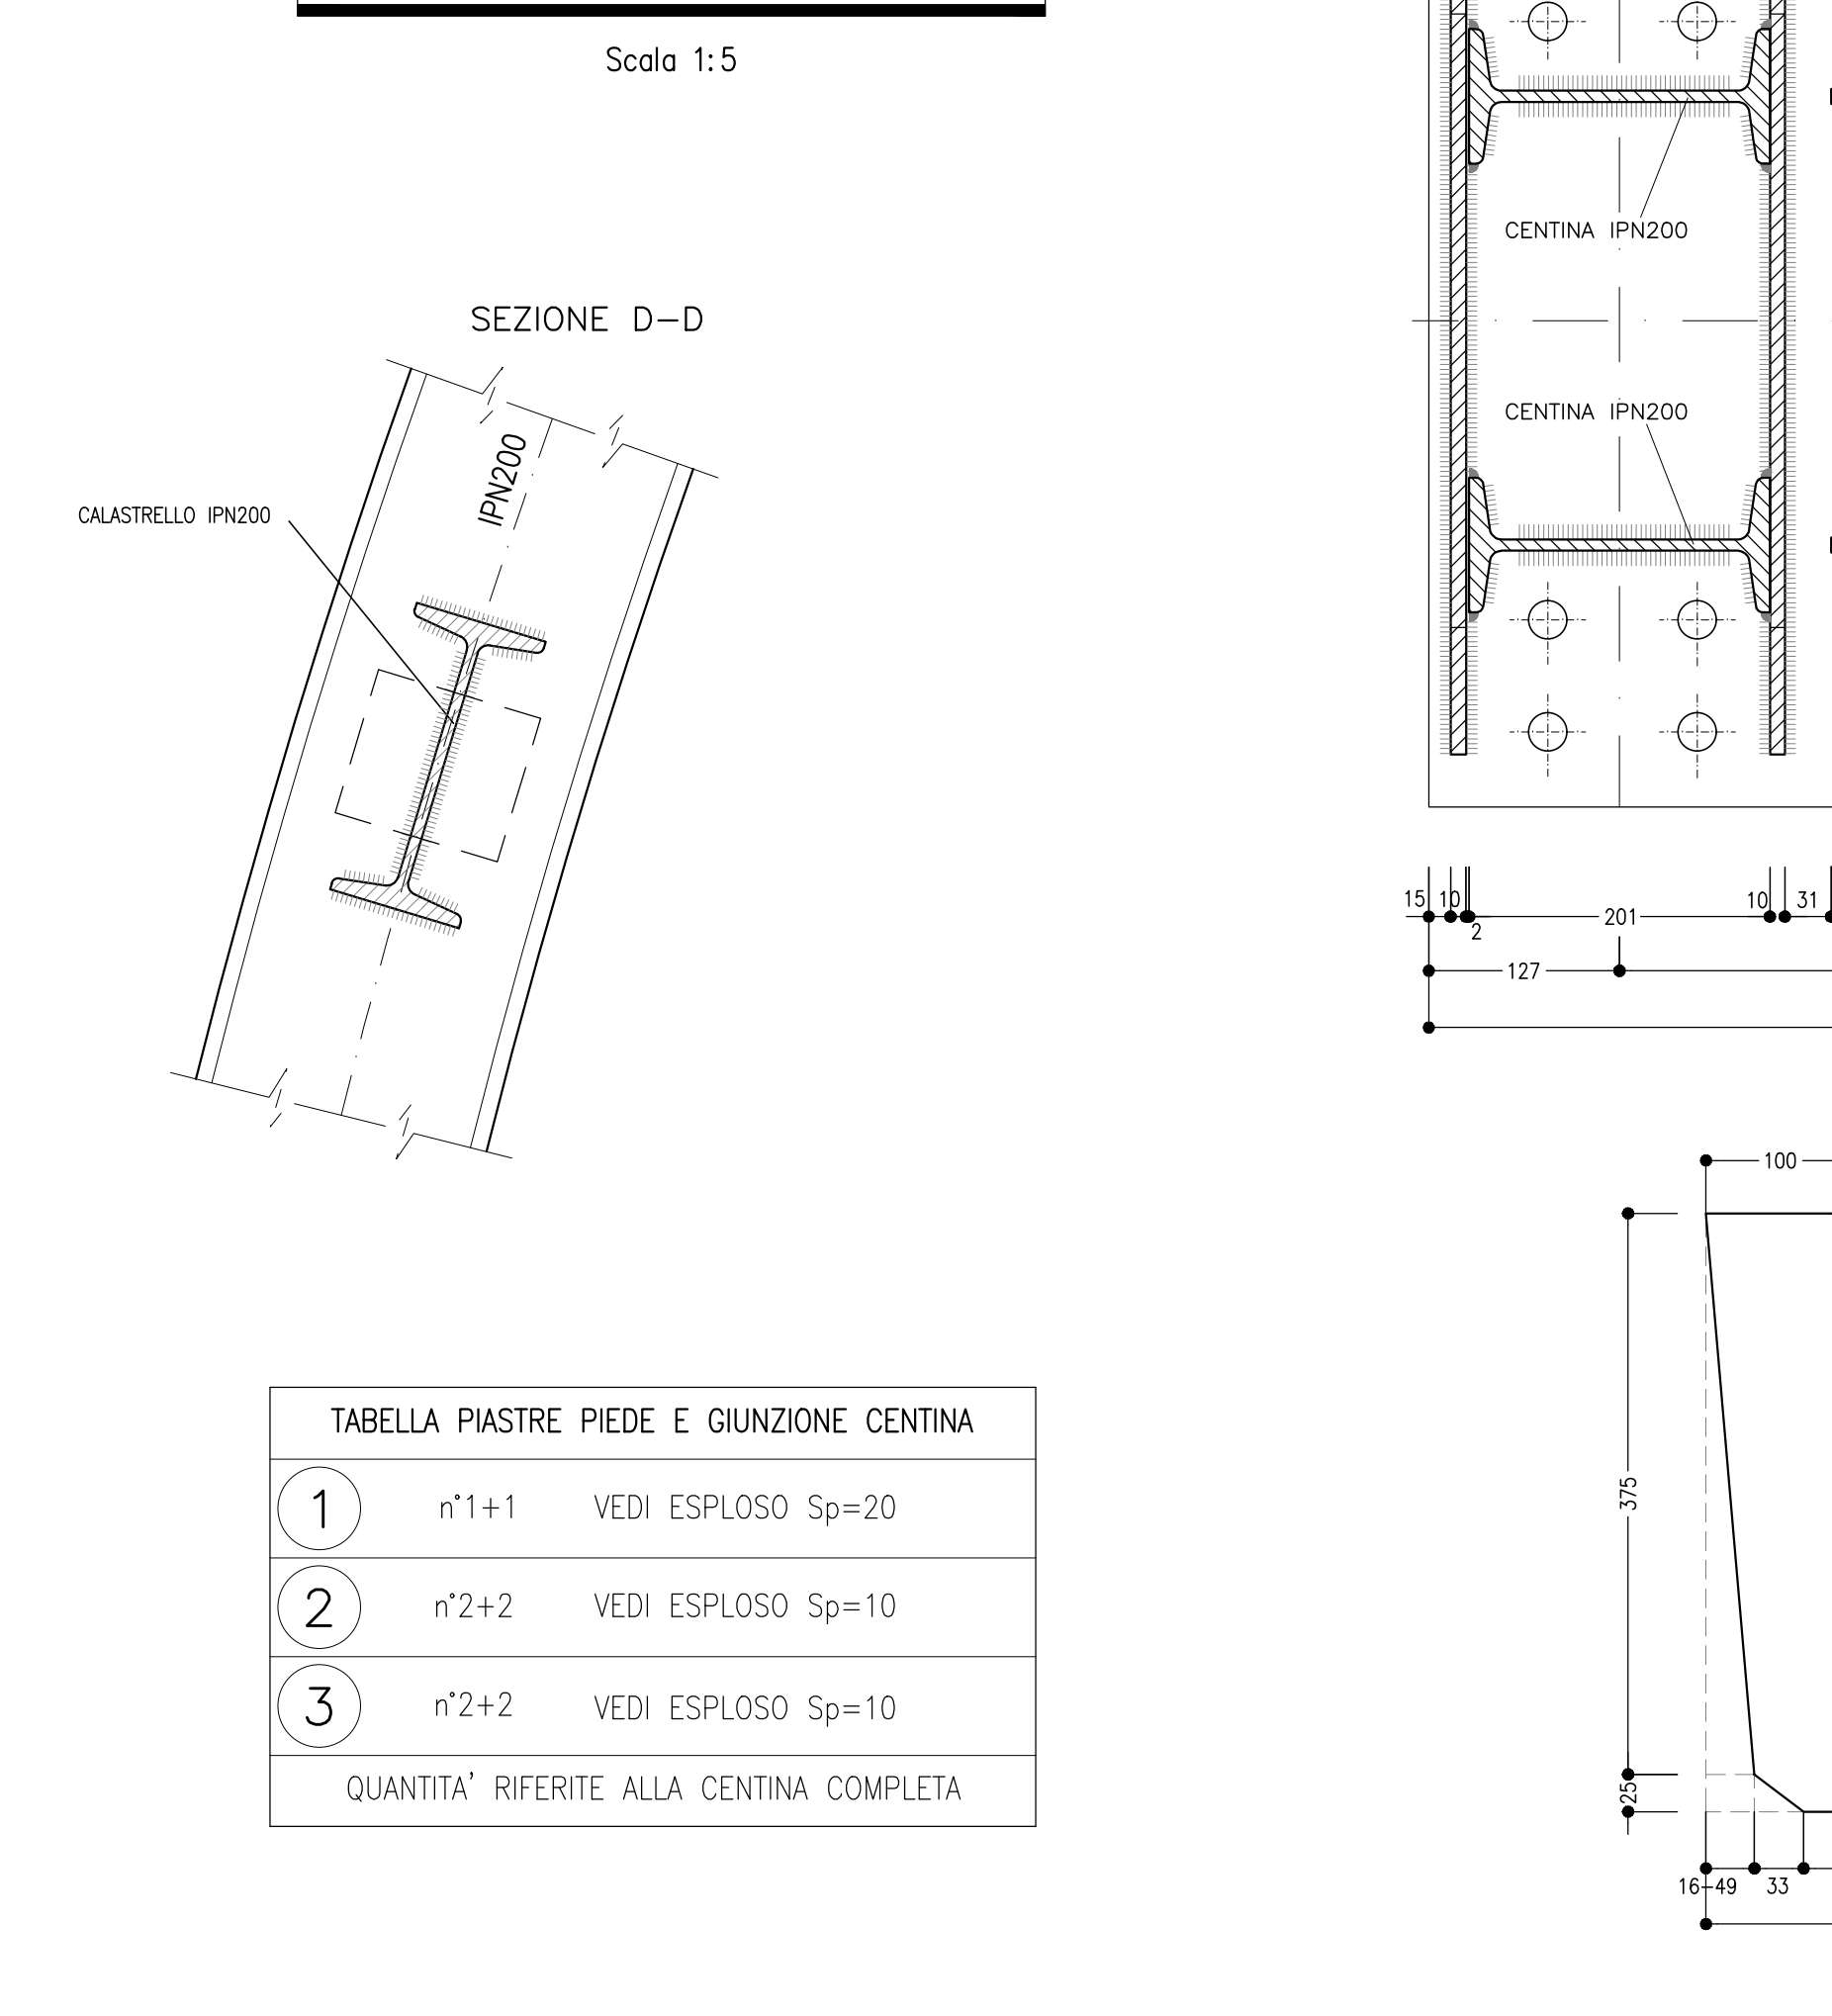 Scala 1:5
SEZIONE D-D
IPN200
CALASTRELLO IPN200
CENTINA IPN200
CENTINA IPN200
15 10 2 201 10 31
127
100
375
25
16-49 33
TABELLA PIASTRE PIEDE E GIUNZIONE CENTINA
1 n°1+1 VEDI ESPLOSO Sp=20
2 n°2+2 VEDI ESPLOSO Sp=10
3 n°2+2 VEDI ESPLOSO Sp=10
QUANTITA' RIFERITE ALLA CENTINA COMPLETA